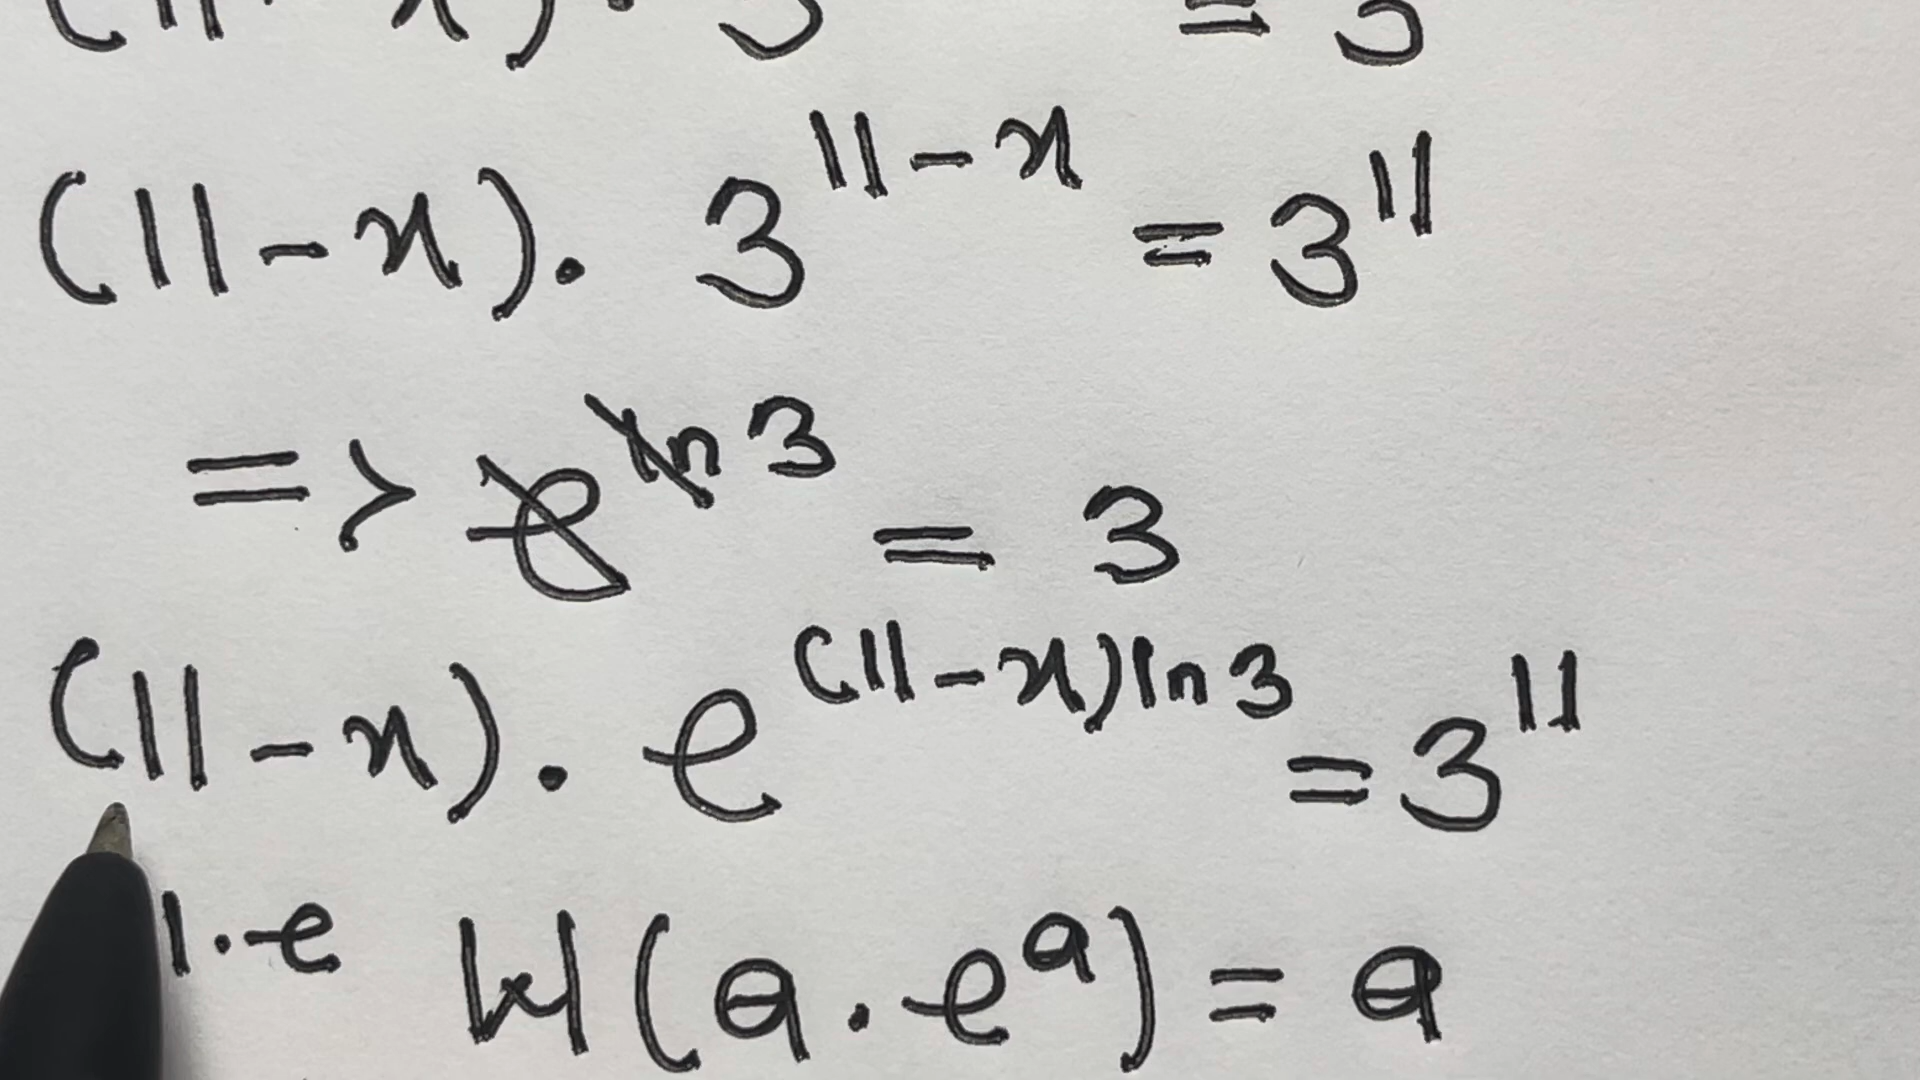 (11-x). 3^{11-x} = 3^{11}
=> e^{ln 3} = 3
(11-x). e^{(11-x) ln 3} = 3^{11}
i.e W(a.e^a) = a